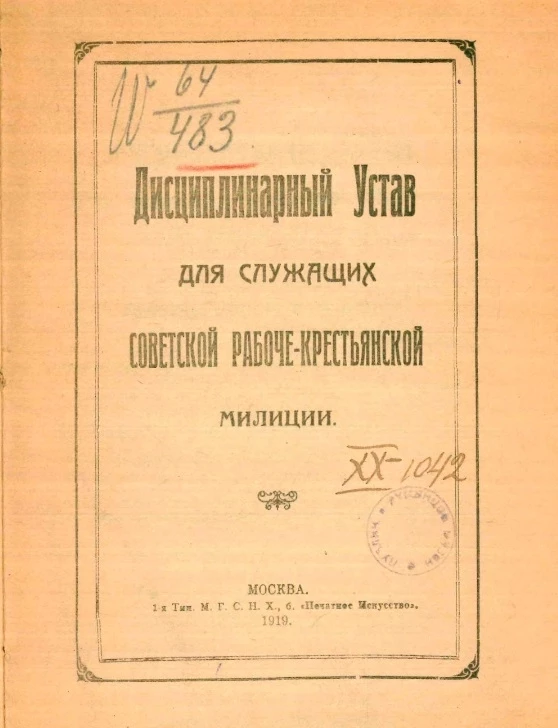 W 64
483
Дисциплинарный Устав
ДЛЯ СЛУЖАЩИХ
СОВЕТСКОЙ РАБОЧЕ-КРЕСТЬЯНСКОЙ
МИЛИЦИИ.
XX-1042
МОСКВА.
1-я Тип. М. Г. С. Н. Х., б. «Печатное Искусство».
1919.